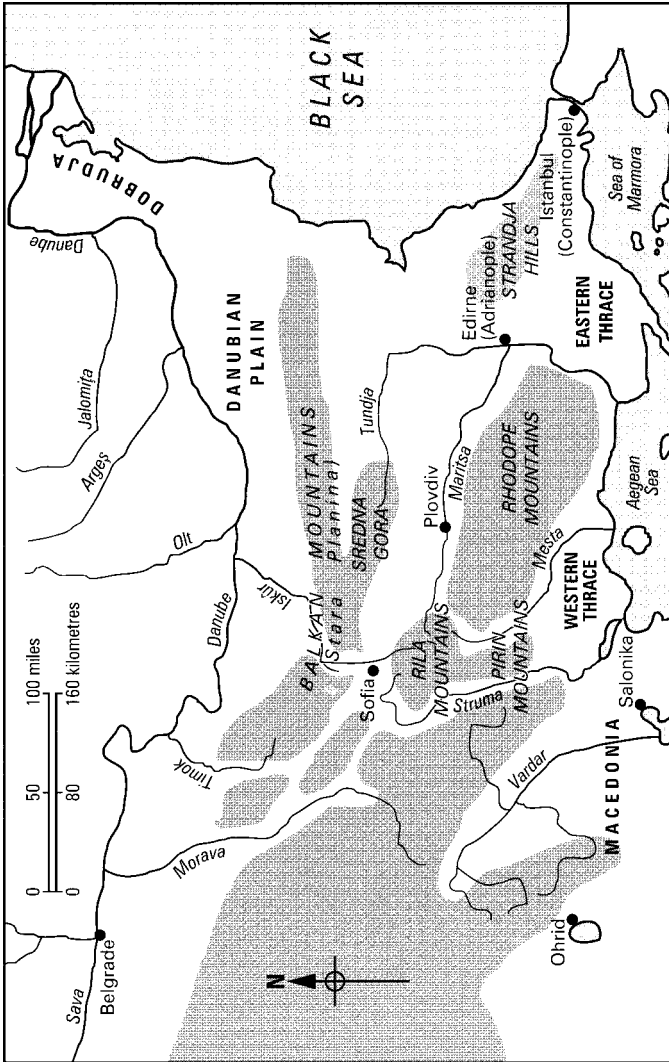 0 50 100 miles
0 80 160 kilometres
N
Sava
Belgrade
Morava
Timok
Danube
Olt
Argeş
Jalomiţa
Danube
DOBRUDJA
BLACK
SEA
DANUBIAN
PLAIN
Iskûr
BALKAN MOUNTAINS
(Stara Planina)
SREDNA
GORA
Tundja
Sofia
RILA
MOUNTAINS
PIRIN
MOUNTAINS
Struma
Plovdiv
Maritsa
RHODOPE
MOUNTAINS
Mesta
Edirne
(Adrianople)
STRANDJA
HILLS
Istanbul
(Constantinople)
EASTERN
THRACE
Sea of
Marmora
WESTERN
THRACE
Aegean
Sea
Salonika
Vardar
MACEDONIA
Ohrid